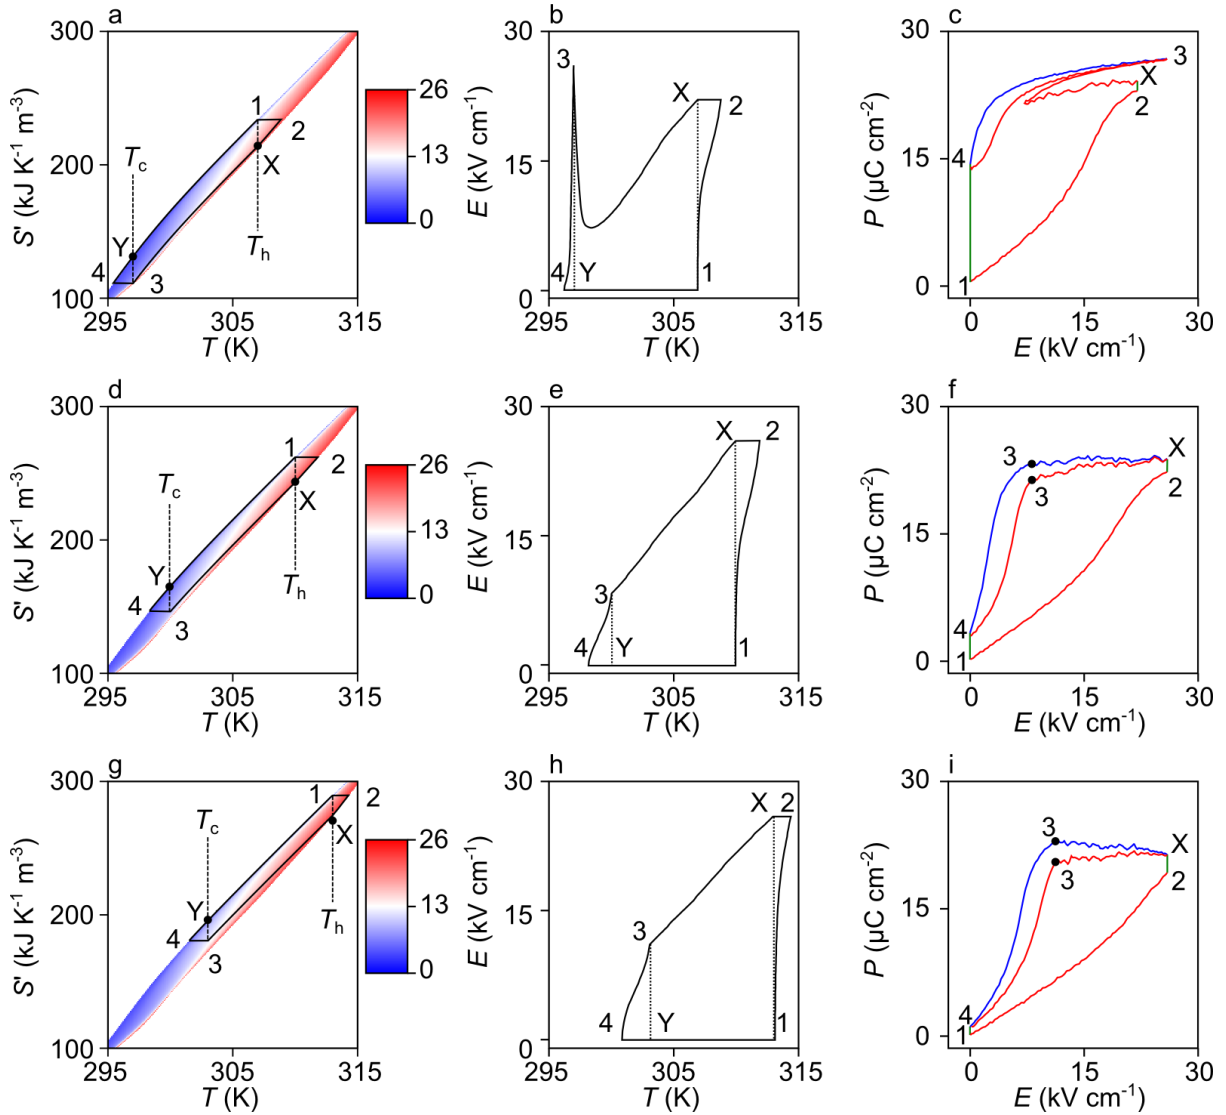 a
S′ (kJ K⁻¹ m⁻³)
300
200
100
295
305
315
T (K)
Tc
Th
1
2
X
Y
4
3
26
13
0
b
E (kV cm⁻¹)
30
15
0
295
305
315
T (K)
3
X
2
4
Y
1
c
P (µC cm⁻²)
30
15
0
0
15
30
E (kV cm⁻¹)
3
X
2
4
1
d
S′ (kJ K⁻¹ m⁻³)
300
200
100
295
305
315
T (K)
Tc
Th
1
2
X
Y
4
3
26
13
0
e
E (kV cm⁻¹)
30
15
0
295
305
315
T (K)
X
2
3
4
Y
1
f
P (µC cm⁻²)
30
15
0
0
15
30
E (kV cm⁻¹)
3
X
3
2
4
1
g
S′ (kJ K⁻¹ m⁻³)
300
200
100
295
305
315
T (K)
Tc
Th
1
2
X
Y
4
3
26
13
0
h
E (kV cm⁻¹)
30
15
0
295
305
315
T (K)
X
2
3
4
Y
1
i
P (µC cm⁻²)
30
15
0
0
15
30
E (kV cm⁻¹)
3
X
3
2
4
1